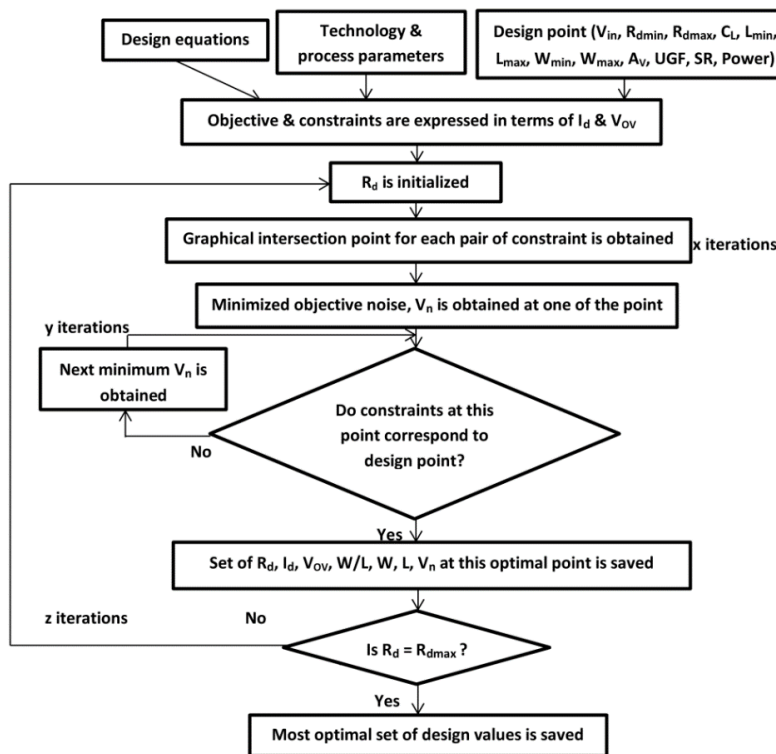 Design equations
Technology &
process parameters
Design point (Vin, Rdmin, Rdmax, CL, Lmin,
Lmax, Wmin, Wmax, AV, UGF, SR, Power)
Objective & constraints are expressed in terms of Id & VOV
Rd is initialized
Graphical intersection point for each pair of constraint is obtained
x iterations
Minimized objective noise, Vn is obtained at one of the point
y iterations
Next minimum Vn is
obtained
Do constraints at this
point correspond to
design point?
No
Yes
Set of Rd, Id, VOV, W/L, W, L, Vn at this optimal point is saved
z iterations
No
Is Rd = Rdmax ?
Yes
Most optimal set of design values is saved